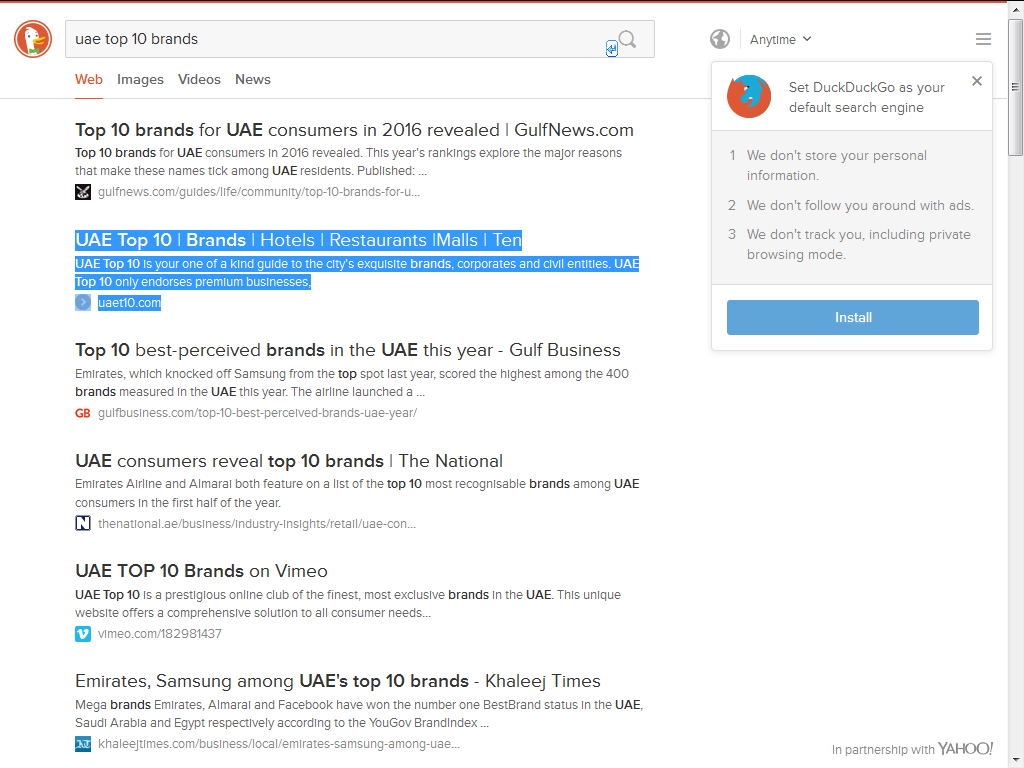 uae top 10 brands
Anytime
Web Images Videos News
Set DuckDuckGo as your
default search engine
1 We don't store your personal
information.
2 We don't follow you around with ads.
3 We don't track you, including private
browsing mode.
Install
Top 10 brands for UAE consumers in 2016 revealed | GulfNews.com
Top 10 brands for UAE consumers in 2016 revealed. This year's rankings explore the major reasons
that make these names tick among UAE residents. Published: ...
gulfnews.com/guides/life/community/top-10-brands-for-u...
UAE Top 10 | Brands | Hotels | Restaurants |Malls | Ten
UAE Top 10 is your one of a kind guide to the city's exquisite brands, corporates and civil entities. UAE
Top 10 only endorses premium businesses,
uaet10.com
Top 10 best-perceived brands in the UAE this year - Gulf Business
Emirates, which knocked off Samsung from the top spot last year, scored the highest among the 400
brands measured in the UAE this year. The airline launched a ...
GB gulfbusiness.com/top-10-best-perceived-brands-uae-year/
UAE consumers reveal top 10 brands | The National
Emirates Airline and Almarai both feature on a list of the top 10 most recognisable brands among UAE
consumers in the first half of the year.
N thenational.ae/business/industry-insights/retail/uae-con...
UAE TOP 10 Brands on Vimeo
UAE Top 10 is a prestigious online club of the finest, most exclusive brands in the UAE. This unique
website offers a comprehensive solution to all consumer needs...
vimeo.com/182981437
Emirates, Samsung among UAE's top 10 brands - Khaleej Times
Mega brands Emirates, Almarai and Facebook have won the number one BestBrand status in the UAE,
Saudi Arabia and Egypt respectively according to the YouGov BrandIndex ...
KT khaleejtimes.com/business/local/emirates-samsung-among-uae...
In partnership with YAHOO!